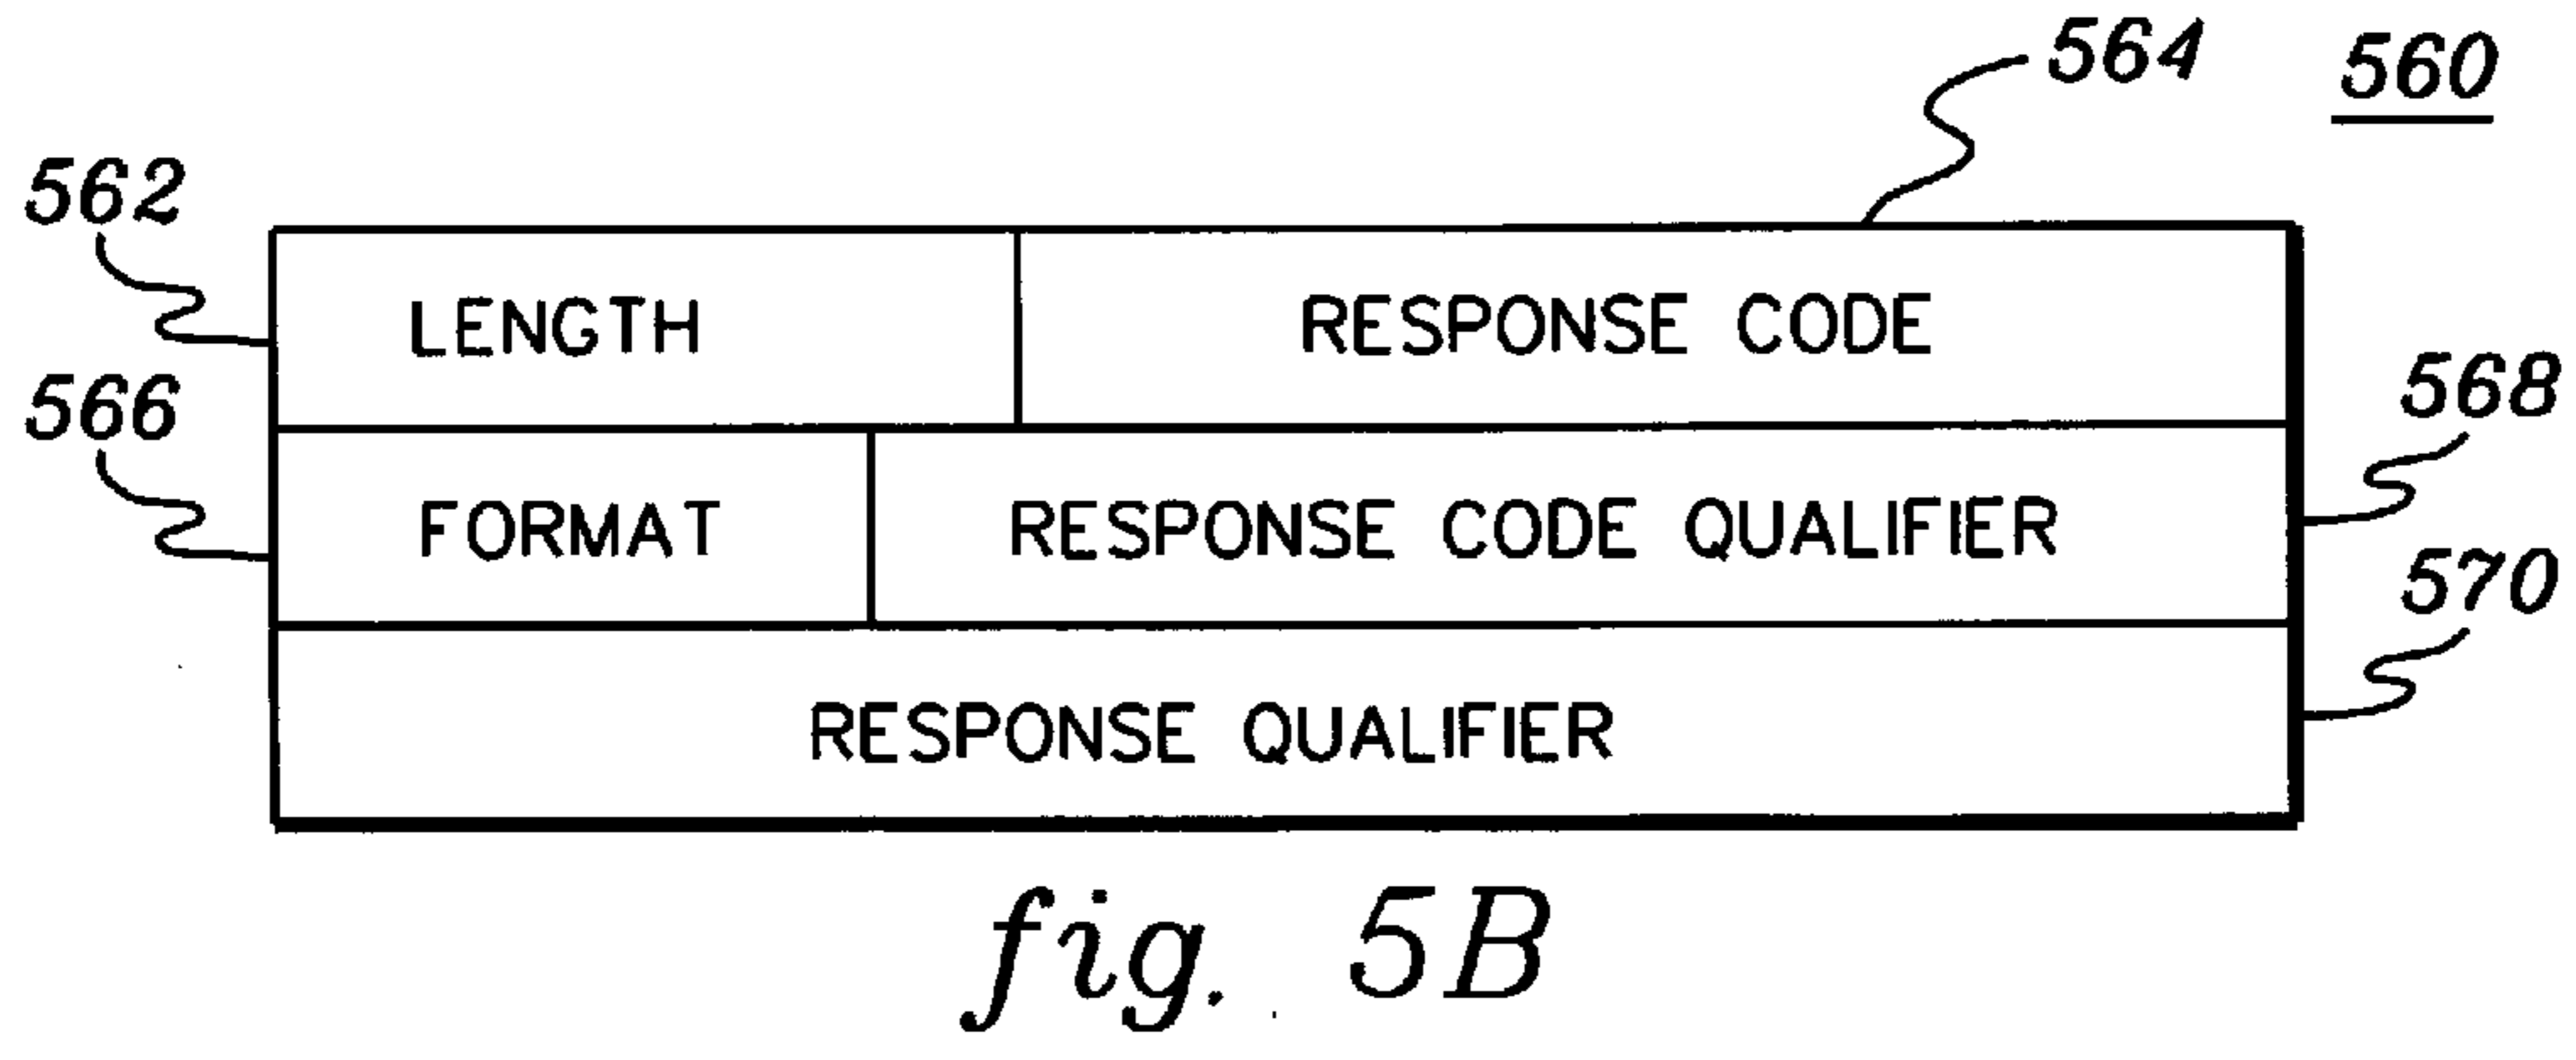 564 560
562
LENGTH RESPONSE CODE
566 568
FORMAT RESPONSE CODE QUALIFIER
570
RESPONSE QUALIFIER
fig. 5B